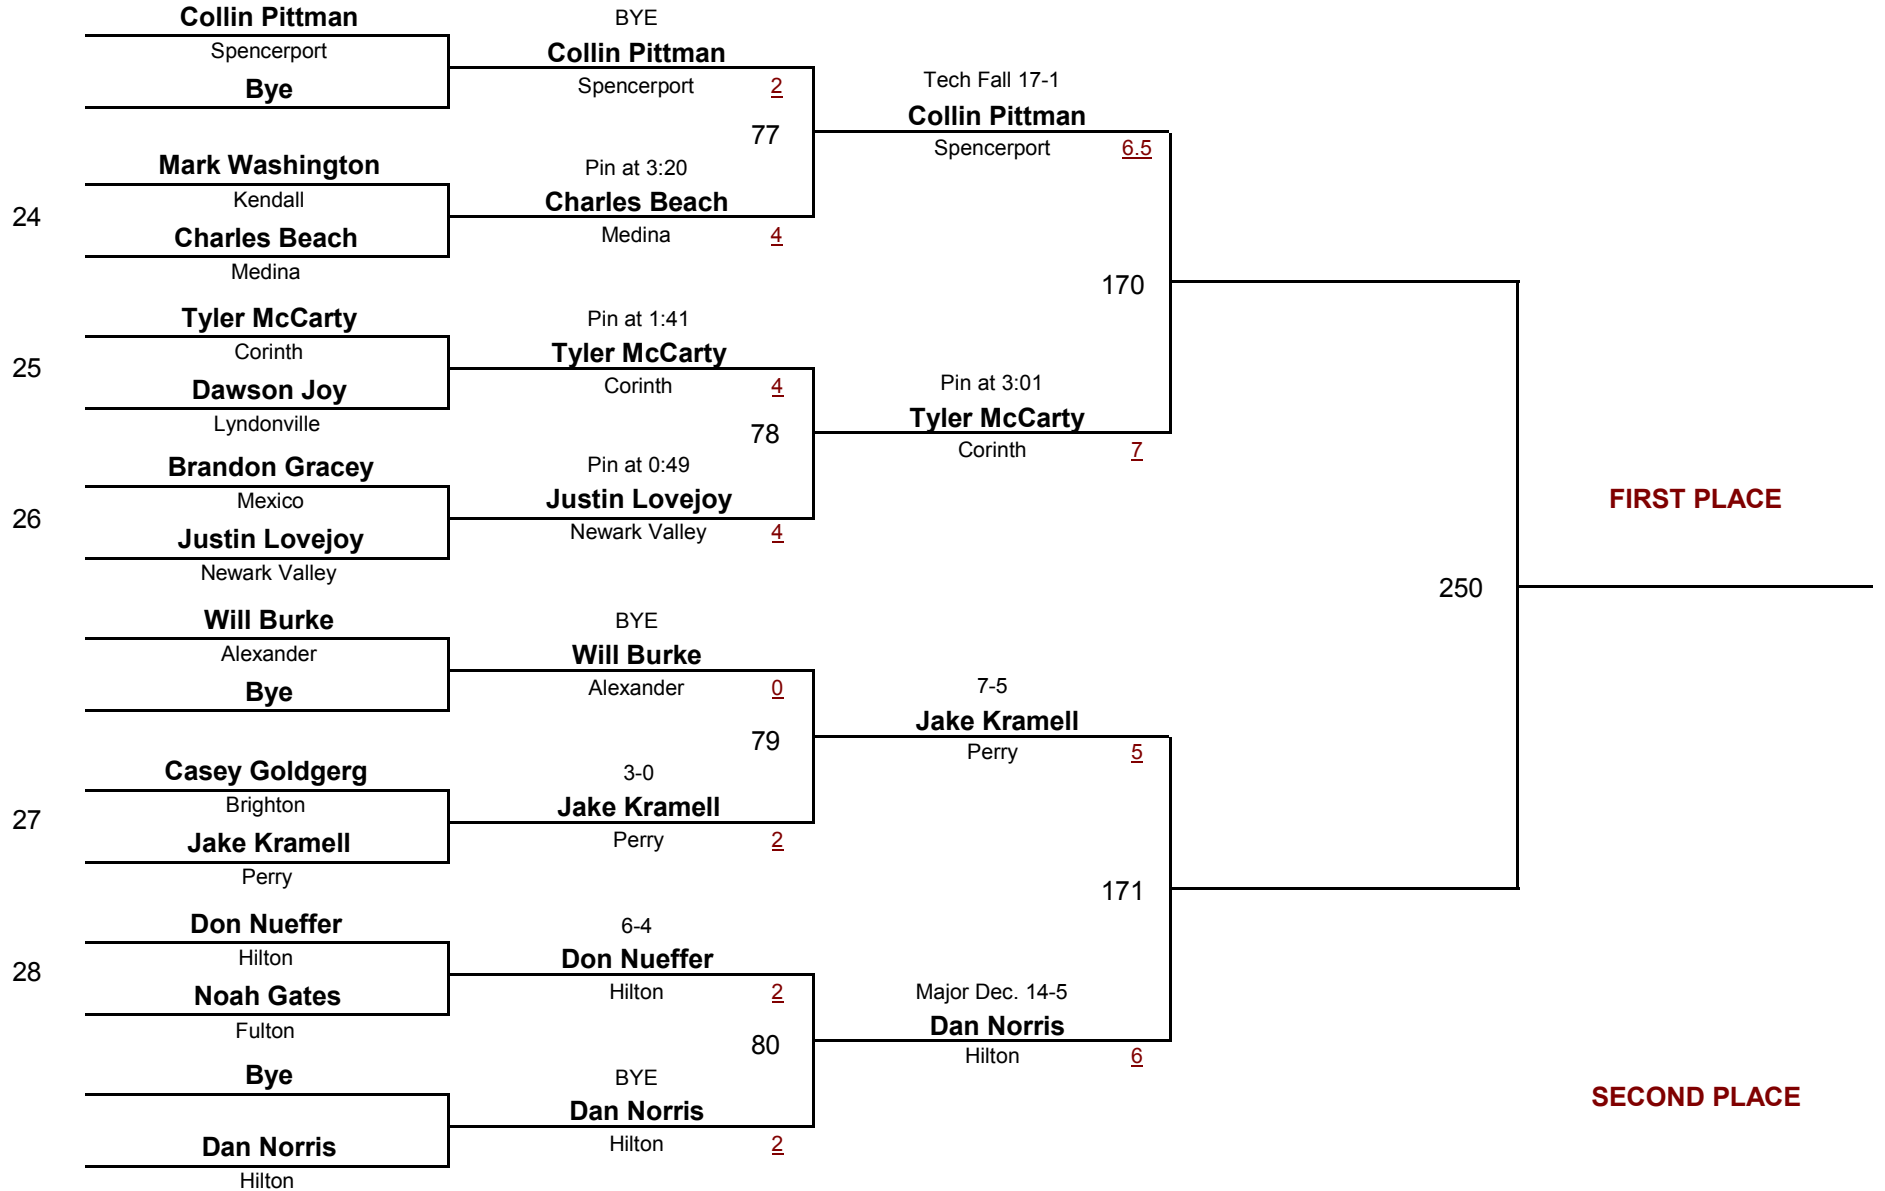 Collin Pittman
Spencerport
Bye
24
Mark Washington
Kendall
Charles Beach
Medina
25
Tyler McCarty
Corinth
Dawson Joy
Lyndonville
26
Brandon Gracey
Mexico
Justin Lovejoy
Newark Valley
Will Burke
Alexander
Bye
27
Casey Goldgerg
Brighton
Jake Kramell
Perry
28
Don Nueffer
Hilton
Noah Gates
Fulton
Bye
Dan Norris
Hilton
BYE
Collin Pittman
Spencerport 2
77
Pin at 3:20
Charles Beach
Medina 4
Pin at 1:41
Tyler McCarty
Corinth 4
78
Pin at 0:49
Justin Lovejoy
Newark Valley 4
BYE
Will Burke
Alexander 0
79
3-0
Jake Kramell
Perry 2
6-4
Don Nueffer
Hilton 2
80
BYE
Dan Norris
Hilton 2
Tech Fall 17-1
Collin Pittman
Spencerport 6.5
170
Pin at 3:01
Tyler McCarty
Corinth 7
7-5
Jake Kramell
Perry 5
171
Major Dec. 14-5
Dan Norris
Hilton 6
250
FIRST PLACE
SECOND PLACE